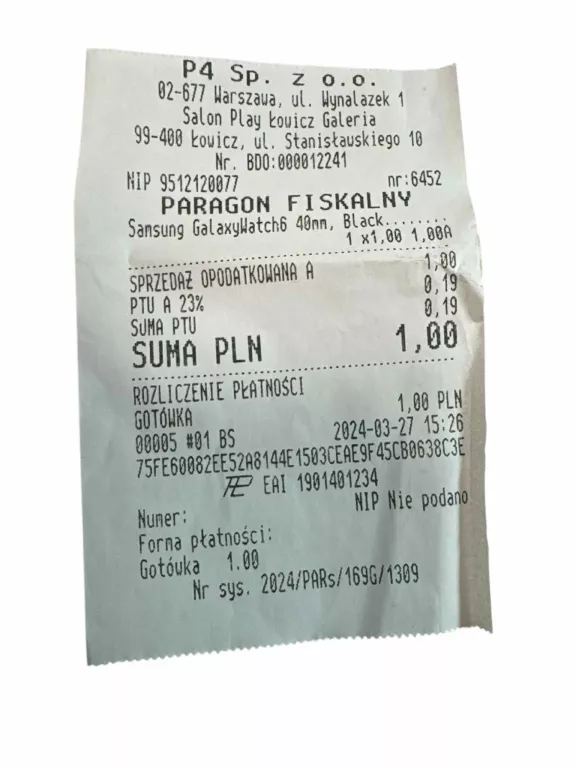 P4 Sp. z o.o.
02-677 Warszawa, ul. Wynalazek 1
Salon Play Łowicz Galeria
99-400 Łowicz, ul. Stanisłauskiego 10
Nr. BDO:000012241
NIP 9512120077 nr:6452
PARAGON FISKALNY
Samsung GalaxyWatch6 40mm, Black........
1 x1,00 1,00A
SPRZEDAŻ OPODATKOWANA A 1,00
PTU A 23% 0,19
SUMA PTU 0,19
SUMA PLN 1,00
ROZLICZENIE PŁATNOŚCI
GOTÓWKA 1,00 PLN
00005 #01 BS 2024-03-27 15:26
75FE60082EE52A8144E1503CEAE9F45CB0638C3E
EAI 1901401234
NIP Nie podano
Numer:
Forma płatności:
Gotówka 1.00
Nr sys. 2024/PARs/169G/1309